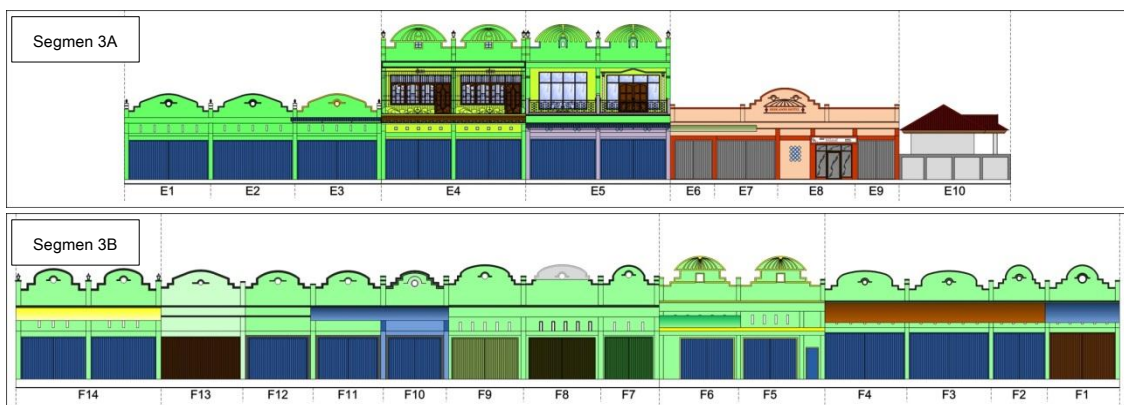 Segmen 3A
E1 E2 E3 E4 E5 E6 E7 E8 E9 E10
Segmen 3B
F14 F13 F12 F11 F10 F9 F8 F7 F6 F5 F4 F3 F2 F1